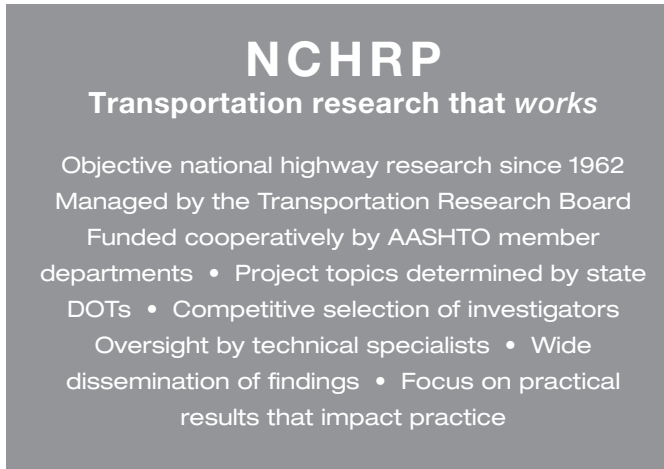 NCHRP
Transportation research that works
Objective national highway research since 1962
Managed by the Transportation Research Board
Funded cooperatively by AASHTO member
departments • Project topics determined by state
DOTs • Competitive selection of investigators
Oversight by technical specialists • Wide
dissemination of findings • Focus on practical
results that impact practice